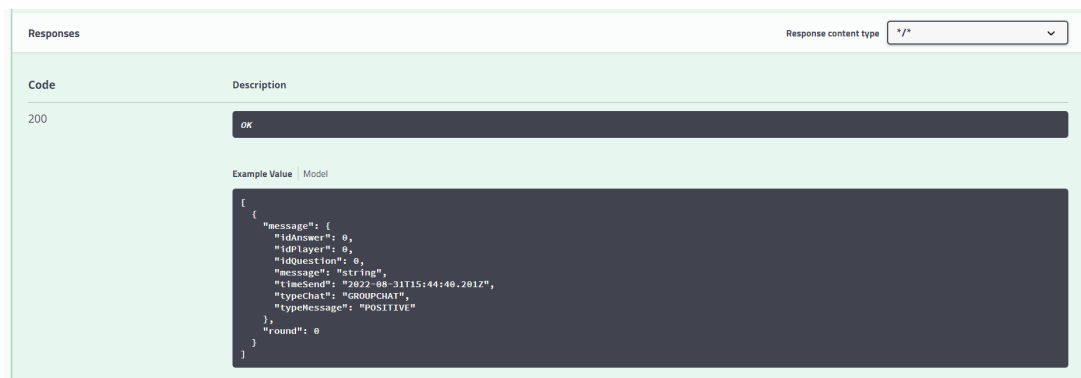 Responses
Response content type */*
Code Description
200 OK
Example Value Model
[
  {
    "message": {
      "idAnswer": 0,
      "idPlayer": 0,
      "idQuestion": 0,
      "message": "string",
      "timeSend": "2022-08-31T15:44:40.201Z",
      "typeChat": "GROUPCHAT",
      "typeMessage": "POSITIVE"
    },
    "round": 0
  }
]